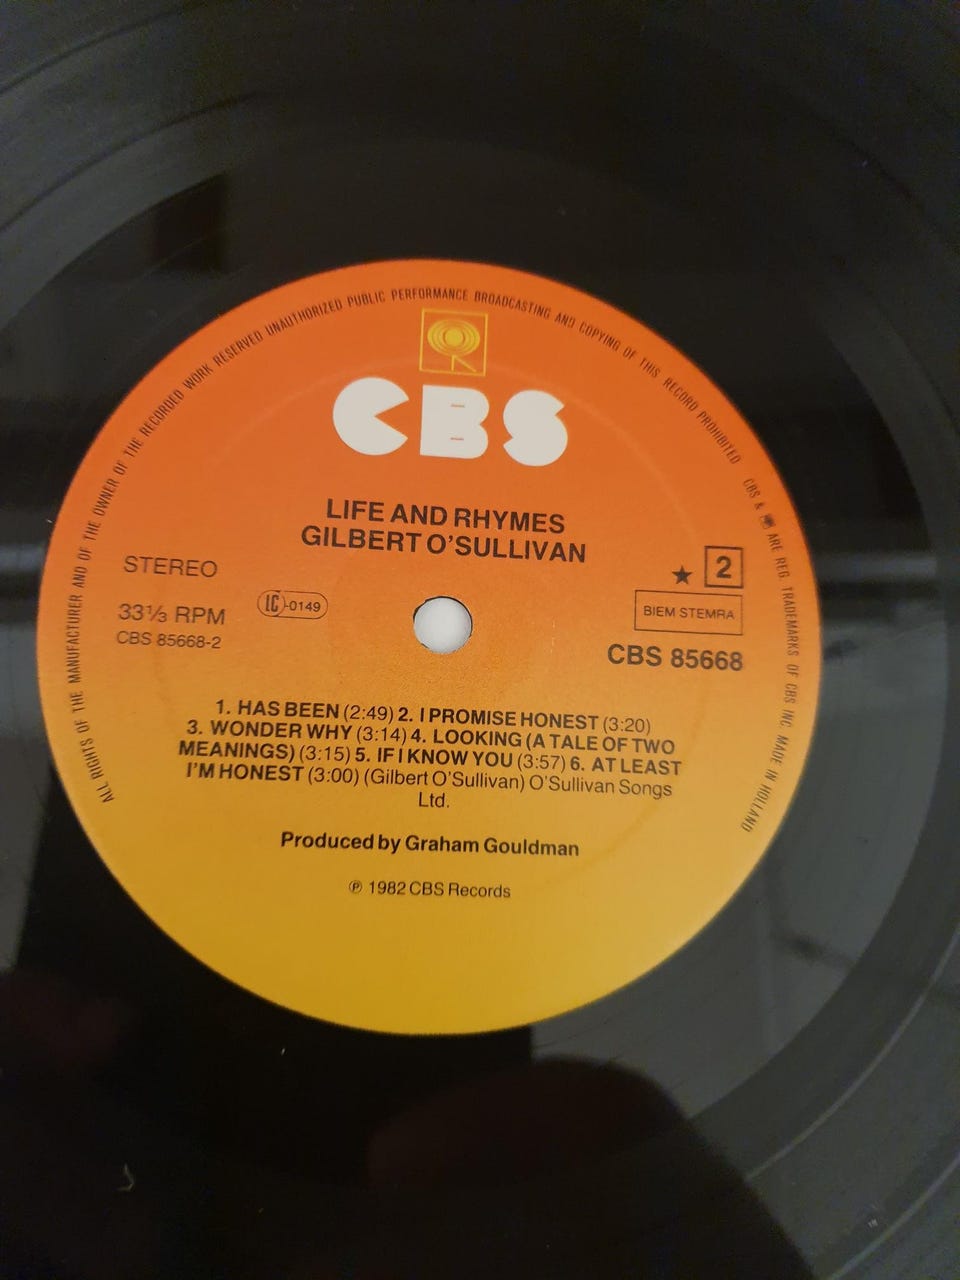 ALL RIGHTS OF THE MANUFACTURER AND OF THE OWNER OF THE RECORDED WORK RESERVED UNAUTHORIZED PUBLIC PERFORMANCE BROADCASTING AND COPYING OF THIS RECORD PROHIBITED CBS & ARE REG. TRADEMARKS OF CBS INC MADE IN HOLLAND
CBS
LIFE AND RHYMES
GILBERT O'SULLIVAN
STEREO
33⅓ RPM
CBS 85668-2
LC-0149
★ 2
BIEM STEMRA
CBS 85668
1. HAS BEEN (2:49) 2. I PROMISE HONEST (3:20)
3. WONDER WHY (3:14) 4. LOOKING (A TALE OF TWO
MEANINGS) (3:15) 5. IF I KNOW YOU (3:57) 6. AT LEAST
I'M HONEST (3:00) (Gilbert O'Sullivan) O'Sullivan Songs
Ltd.
Produced by Graham Gouldman
℗ 1982 CBS Records